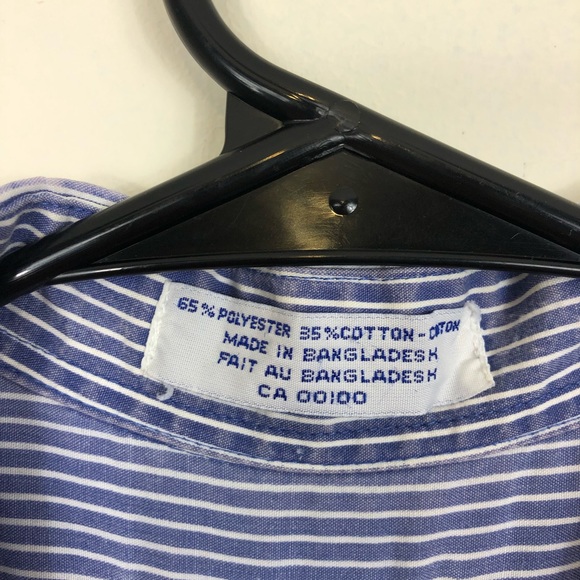 65% POLYESTER 35% COTTON-COTON
MADE IN BANGLADESH
FAIT AU BANGLADESH
CA 00100